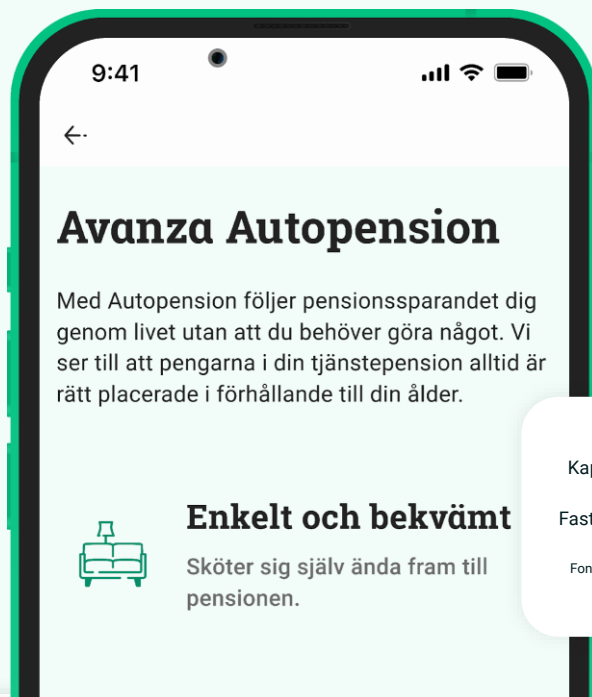 9:41
Avanza Autopension
Med Autopension följer pensionssparandet dig
genom livet utan att du behöver göra något. Vi
ser till att pengarna i din tjänstepension alltid är
rätt placerade i förhållande till din ålder.
Enkelt och bekvämt
Sköter sig själv ända fram till
pensionen.